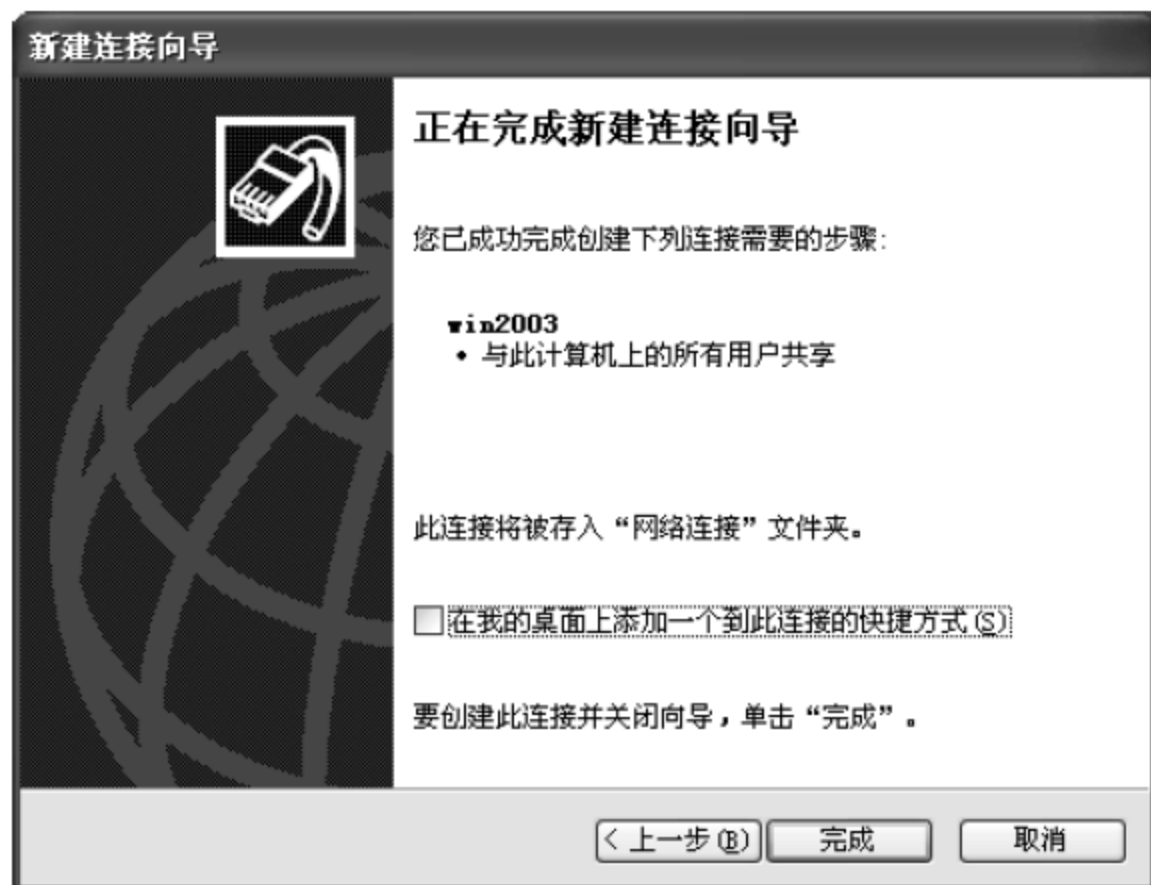 新建连接向导
正在完成新建连接向导
您已成功完成创建下列连接需要的步骤:
win2003
• 与此计算机上的所有用户共享
此连接将被存入“网络连接”文件夹。
在我的桌面上添加一个到此连接的快捷方式(S)
要创建此连接并关闭向导,单击“完成”。
< 上一步(B) 完成 取消